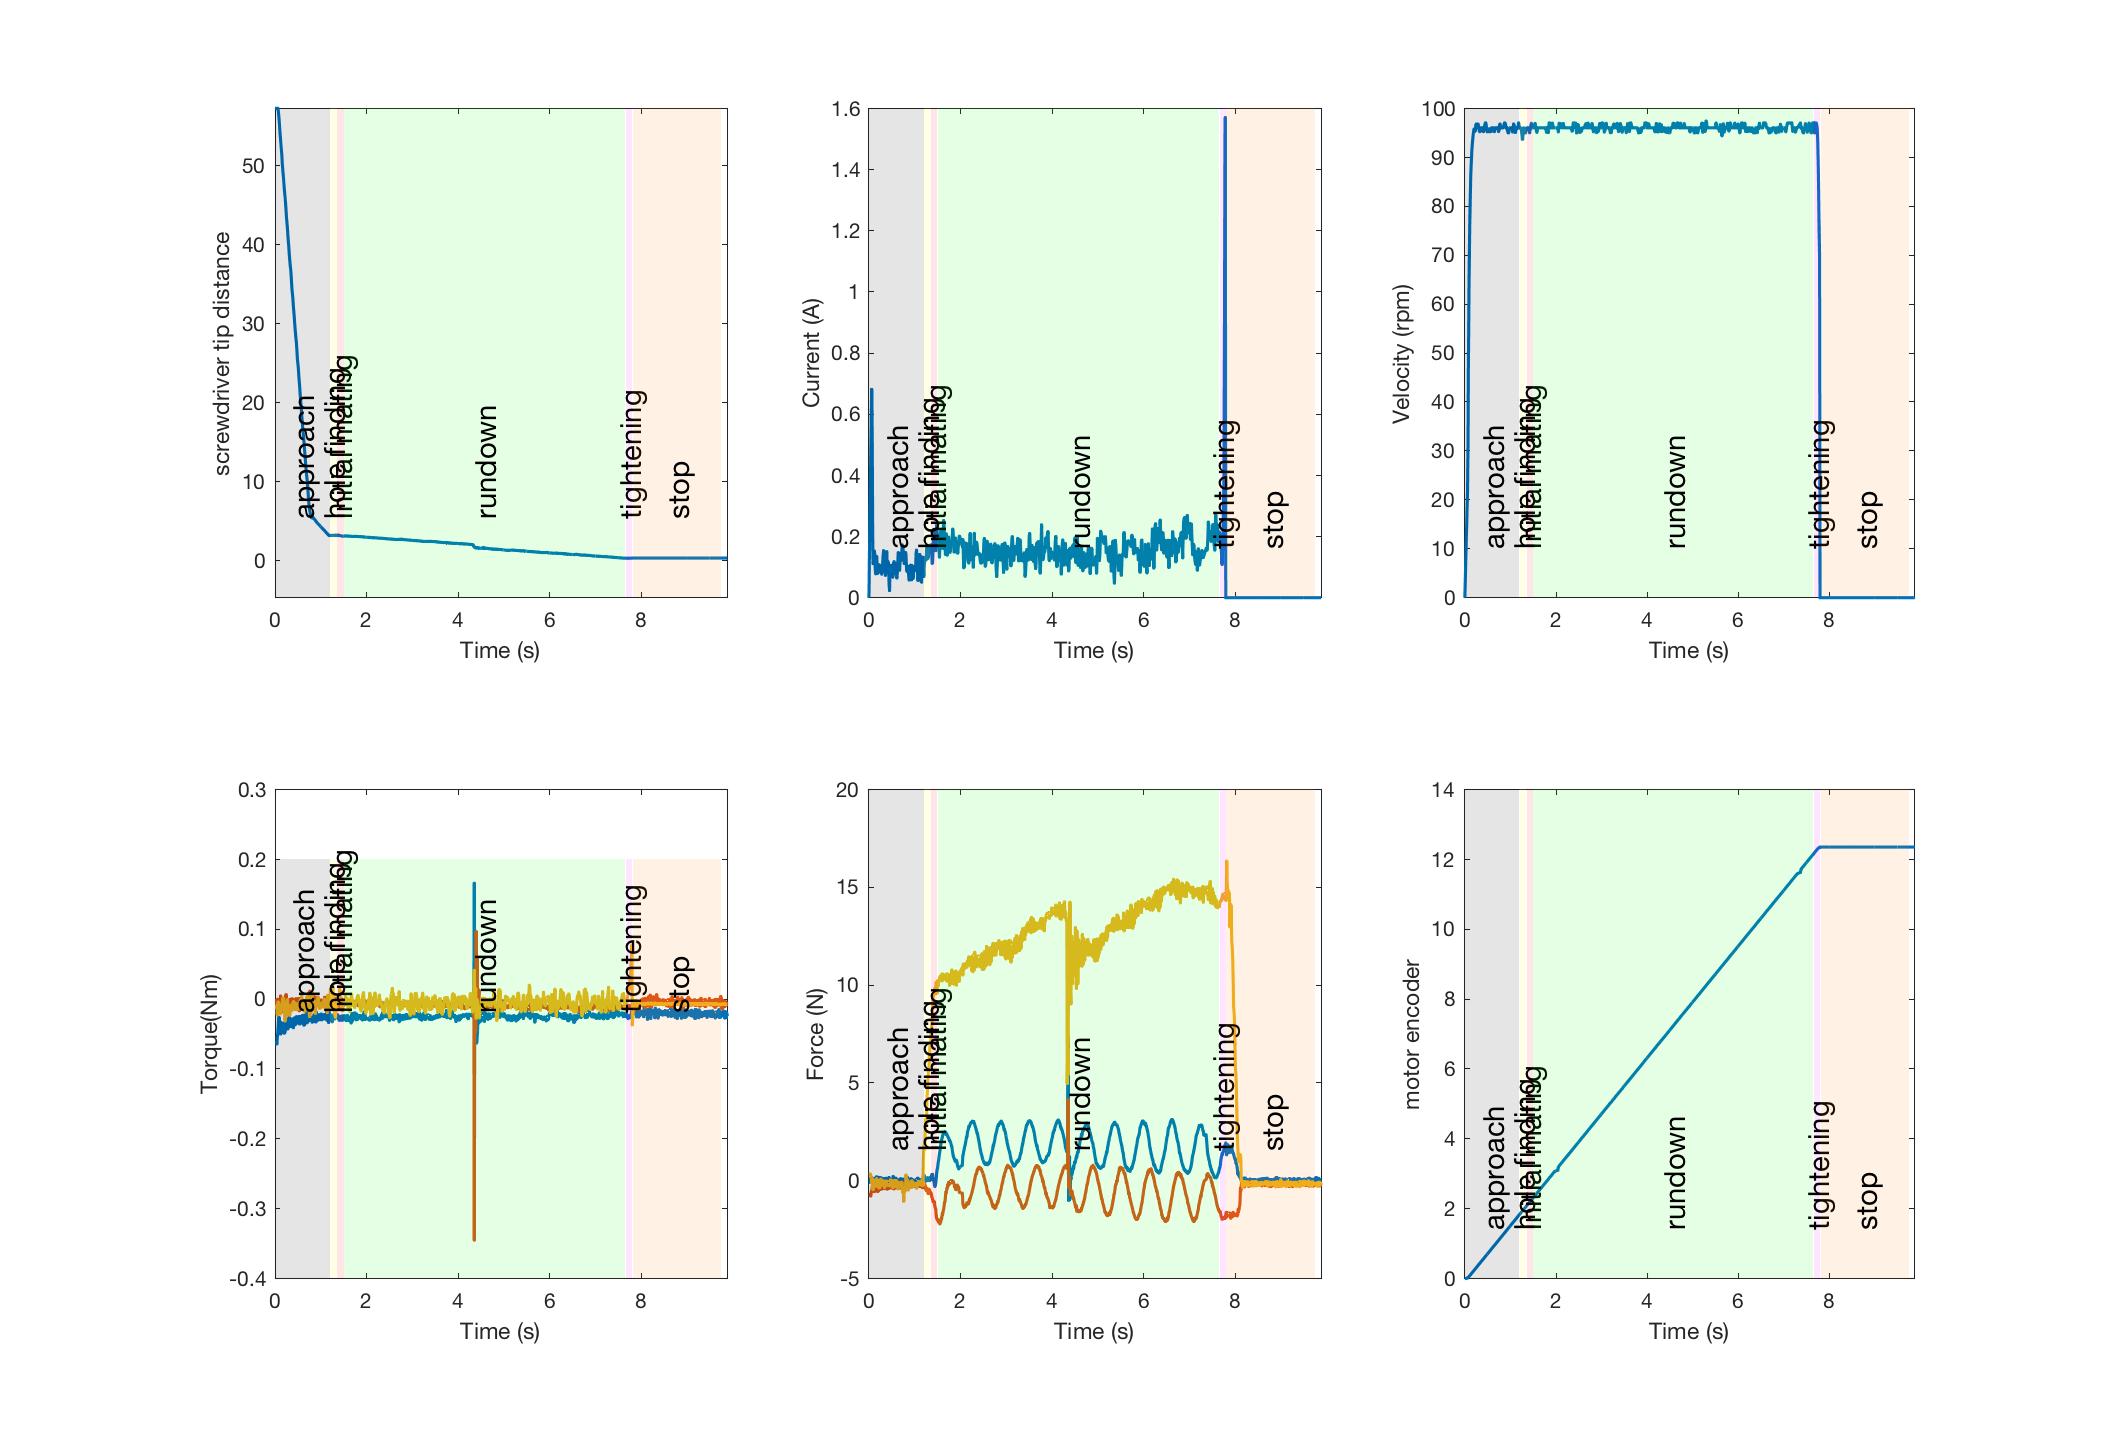 screwdriver tip distance
50
40
30
20
10
0
approach
hole finding
initial mating
rundown
tightening
stop
0 2 4 6 8
Time (s)
Current (A)
1.6
1.4
1.2
1
0.8
0.6
0.4
0.2
0
approach
hole finding
initial mating
rundown
tightening
stop
0 2 4 6 8
Time (s)
Velocity (rpm)
100
90
80
70
60
50
40
30
20
10
0
approach
hole finding
initial mating
rundown
tightening
stop
0 2 4 6 8
Time (s)
Torque(Nm)
0.3
0.2
0.1
0
-0.1
-0.2
-0.3
-0.4
approach
hole finding
initial mating
rundown
tightening
stop
0 2 4 6 8
Time (s)
Force (N)
20
15
10
5
0
-5
approach
hole finding
initial mating
rundown
tightening
stop
0 2 4 6 8
Time (s)
motor encoder
14
12
10
8
6
4
2
0
approach
hole finding
initial mating
rundown
tightening
stop
0 2 4 6 8
Time (s)